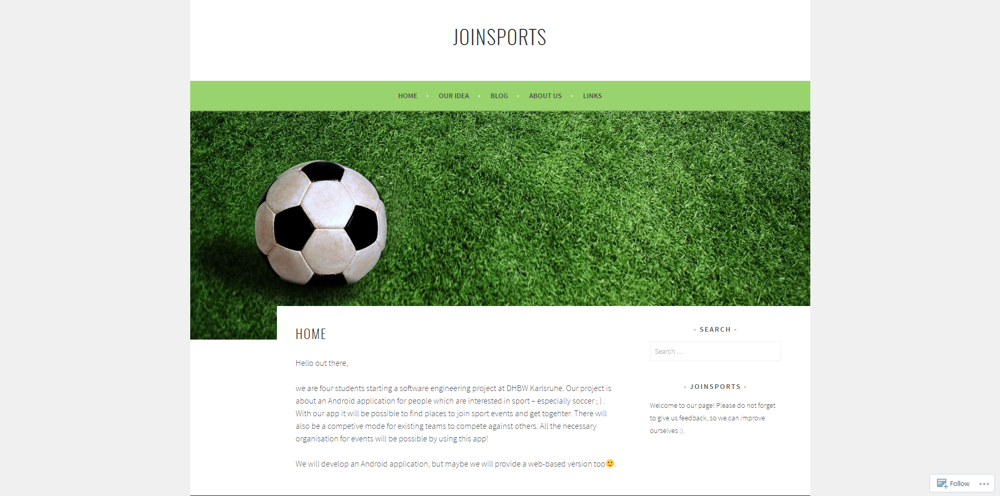 JOINSPORTS
HOME • OUR IDEA • BLOG • ABOUT US • LINKS
HOME
Hello out there,
we are four students starting a software engineering project at DHBW Karlsruhe. Our project is
about an Android application for people which are interested in sport – especially soccer ; ) .
With our app it will be possible to find places to join sport events and get togehter. There will
also be a competive mode for existing teams to compete against others. All the necessary
organisation for events will be possible by using this app!
We will develop an Android application, but maybe we will provide a web-based version too🙂.
- SEARCH -
Search …
- JOINSPORTS -
Welcome to our page! Please do not forget
to give us feedback, so we can improve
ourselves :).
Follow